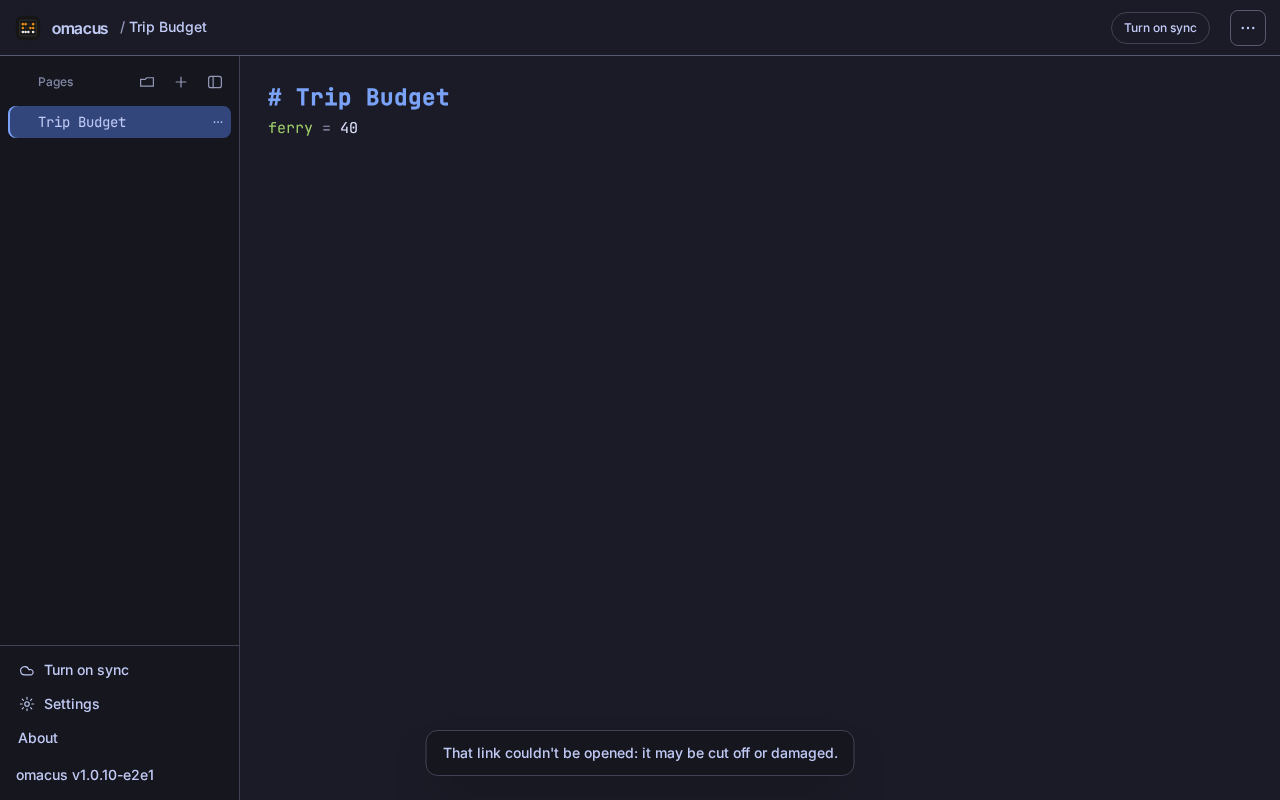 omacus / Trip Budget
Turn on sync
Pages
Trip Budget
# Trip Budget
ferry = 40
Turn on sync
Settings
About
omacus v1.0.10-e2e1
That link couldn't be opened: it may be cut off or damaged.